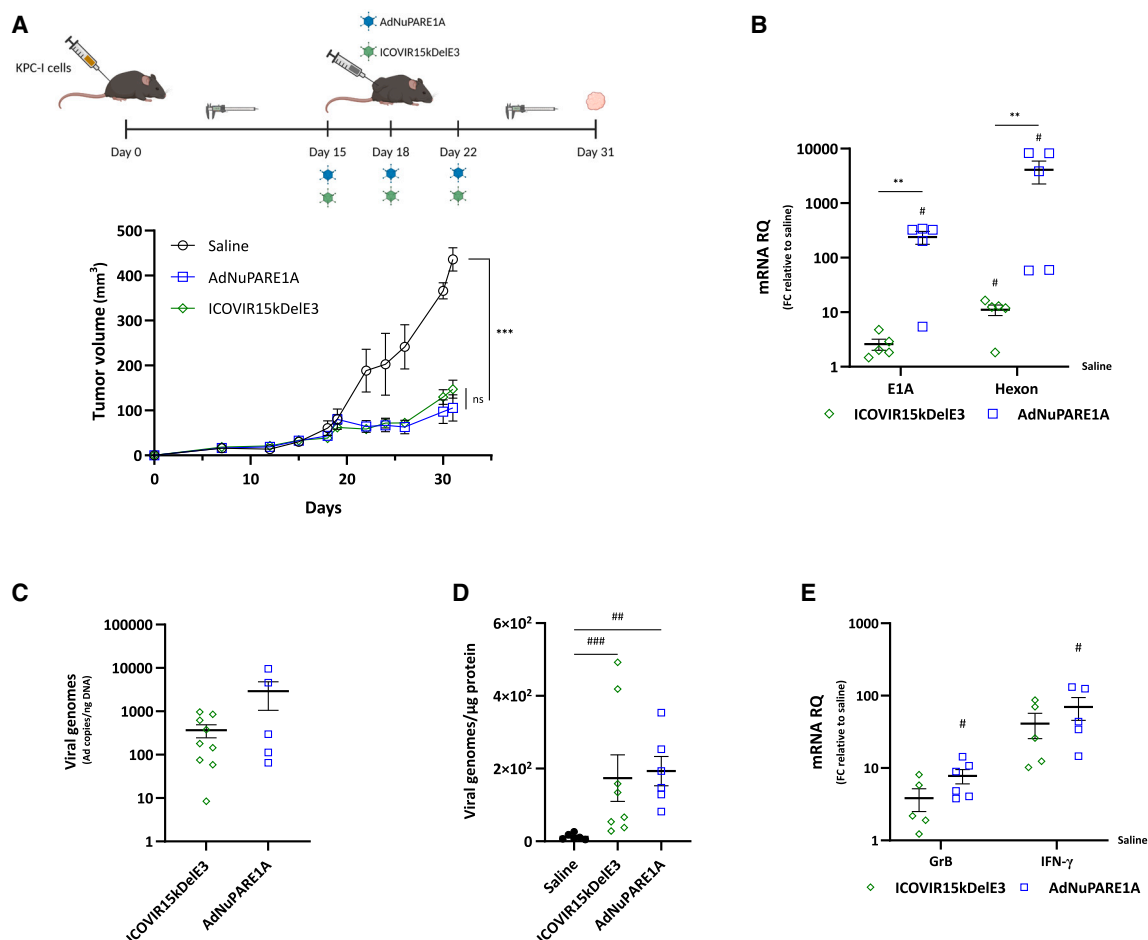 A
AdNuPARE1A
ICOVIR15kDelE3
KPC-I cells
Day 0
Day 15
Day 18
Day 22
Day 31
500
400
300
200
100
0
Tumor volume (mm³)
Saline
AdNuPARE1A
ICOVIR15kDelE3
***
ns
0
10
20
30
Days
B
10000
1000
100
10
1
mRNA RQ
(FC relative to saline)
**
#
**
#
#
Saline
E1A
Hexon
ICOVIR15kDelE3
AdNuPARE1A
C
100000
10000
1000
100
10
1
Viral genomes
(Ad copies/ng DNA)
ICOVIR15kDelE3
AdNuPARE1A
D
6×10²
4×10²
2×10²
0
Viral genomes/µg protein
##
###
Saline
ICOVIR15kDelE3
AdNuPARE1A
E
1000
100
10
1
mRNA RQ
(FC relative to saline)
#
#
Saline
GrB
IFN-γ
ICOVIR15kDelE3
AdNuPARE1A